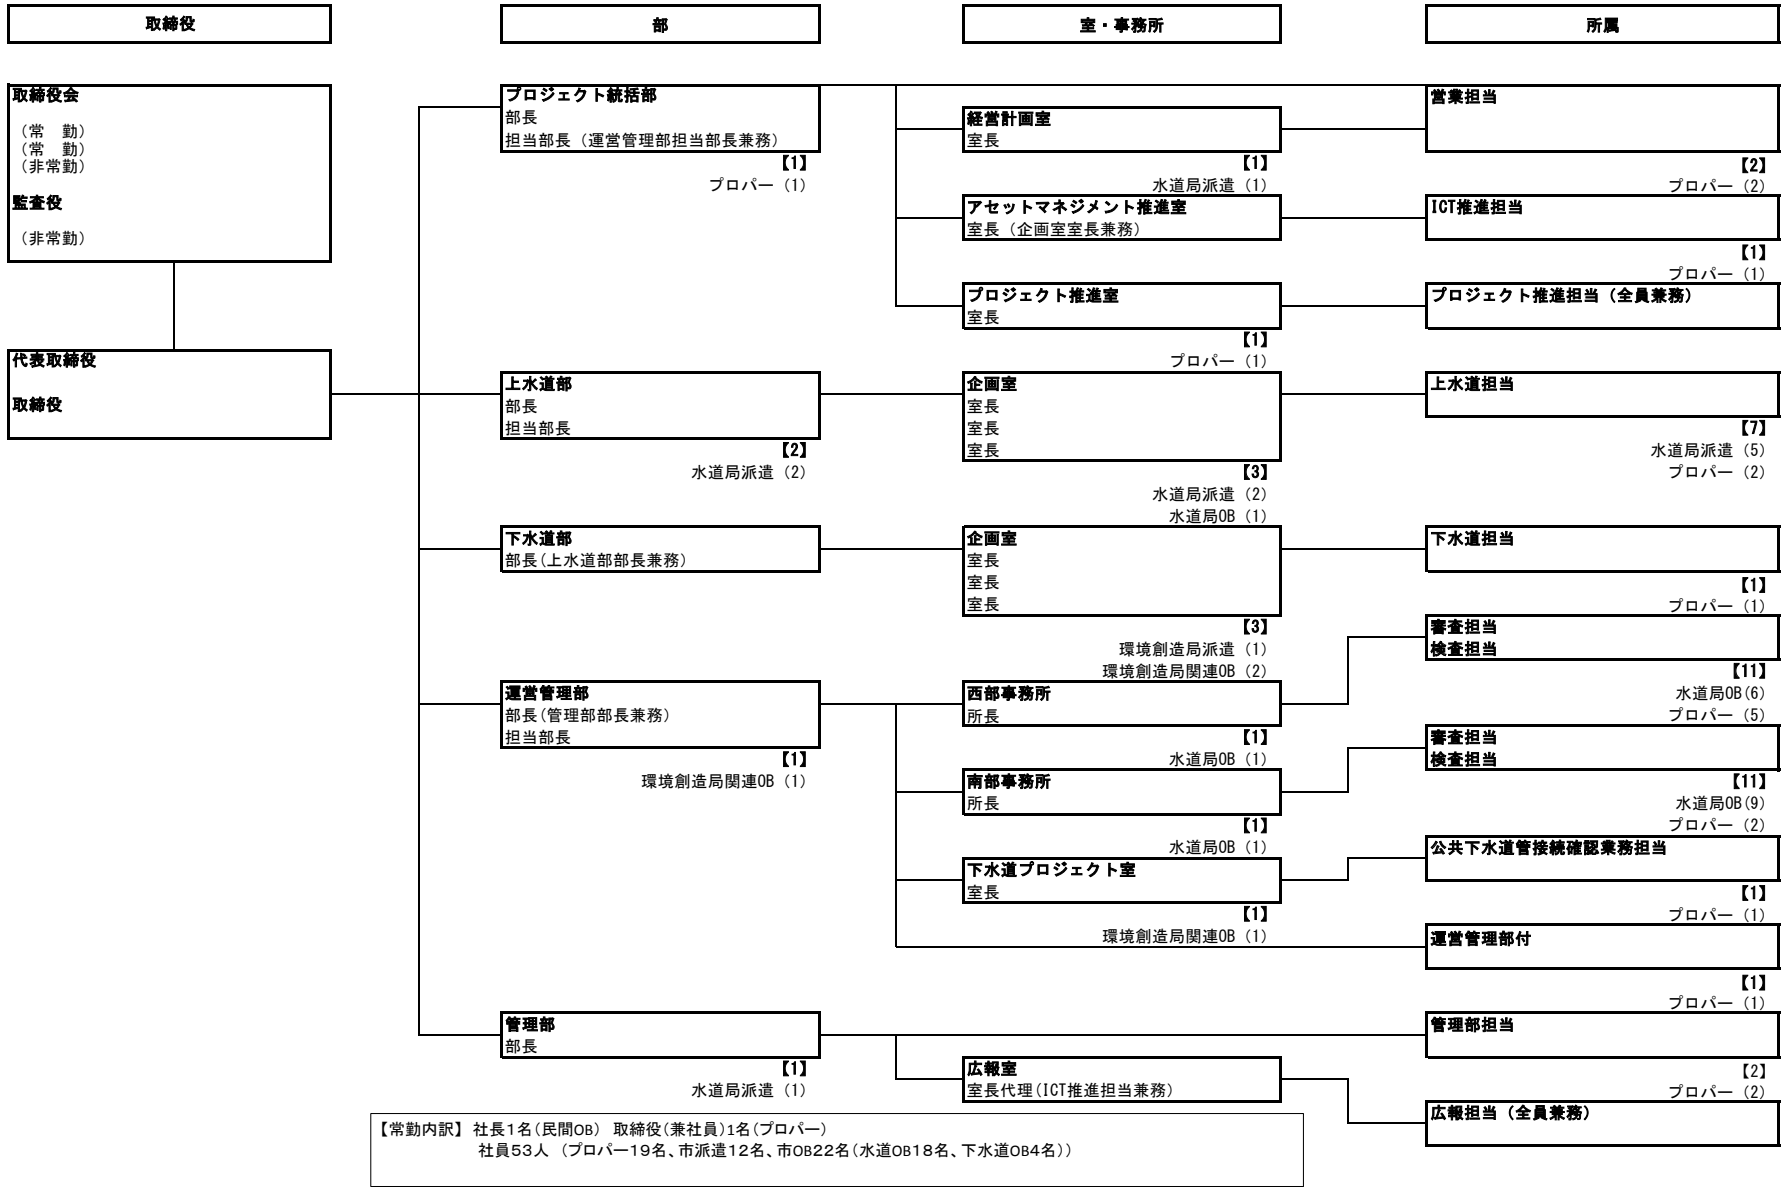 取締役
部
室・事務所
所属
取締役会
（常　勤）
（常　勤）
（非常勤）
監査役
（非常勤）
代表取締役
取締役
プロジェクト統括部
部長
担当部長（運営管理部担当部長兼務）
【1】
プロパー（1）
経営計画室
室長
【1】
水道局派遣（1）
営業担当
【2】
プロパー（2）
アセットマネジメント推進室
室長（企画室室長兼務）
ICT推進担当
【1】
プロパー（1）
プロジェクト推進室
室長
【1】
プロパー（1）
プロジェクト推進担当（全員兼務）
上水道部
部長
担当部長
【2】
水道局派遣（2）
企画室
室長
室長
室長
【3】
水道局派遣（2）
水道局OB（1）
上水道担当
【7】
水道局派遣（5）
プロパー（2）
下水道部
部長(上水道部部長兼務)
企画室
室長
室長
室長
【3】
環境創造局派遣（1）
環境創造局関連OB（2）
下水道担当
【1】
プロパー（1）
運営管理部
部長(管理部部長兼務)
担当部長
【1】
環境創造局関連OB（1）
西部事務所
所長
【1】
水道局OB（1）
審査担当
検査担当
【11】
水道局OB(6)
プロパー（5）
南部事務所
所長
【1】
水道局OB（1）
審査担当
検査担当
【11】
水道局OB(9)
プロパー（2）
下水道プロジェクト室
室長
【1】
環境創造局関連OB（1）
公共下水道管接続確認業務担当
【1】
プロパー（1）
運営管理部付
【1】
プロパー（1）
管理部
部長
【1】
水道局派遣（1）
管理部担当
【2】
プロパー（2）
広報室
室長代理(ICT推進担当兼務)
広報担当（全員兼務）
【常勤内訳】 社長1名(民間OB)　取締役(兼社員)1名(プロパー)
社員53人　（プロパー19名、市派遣12名、市OB22名(水道OB18名、下水道OB4名)）